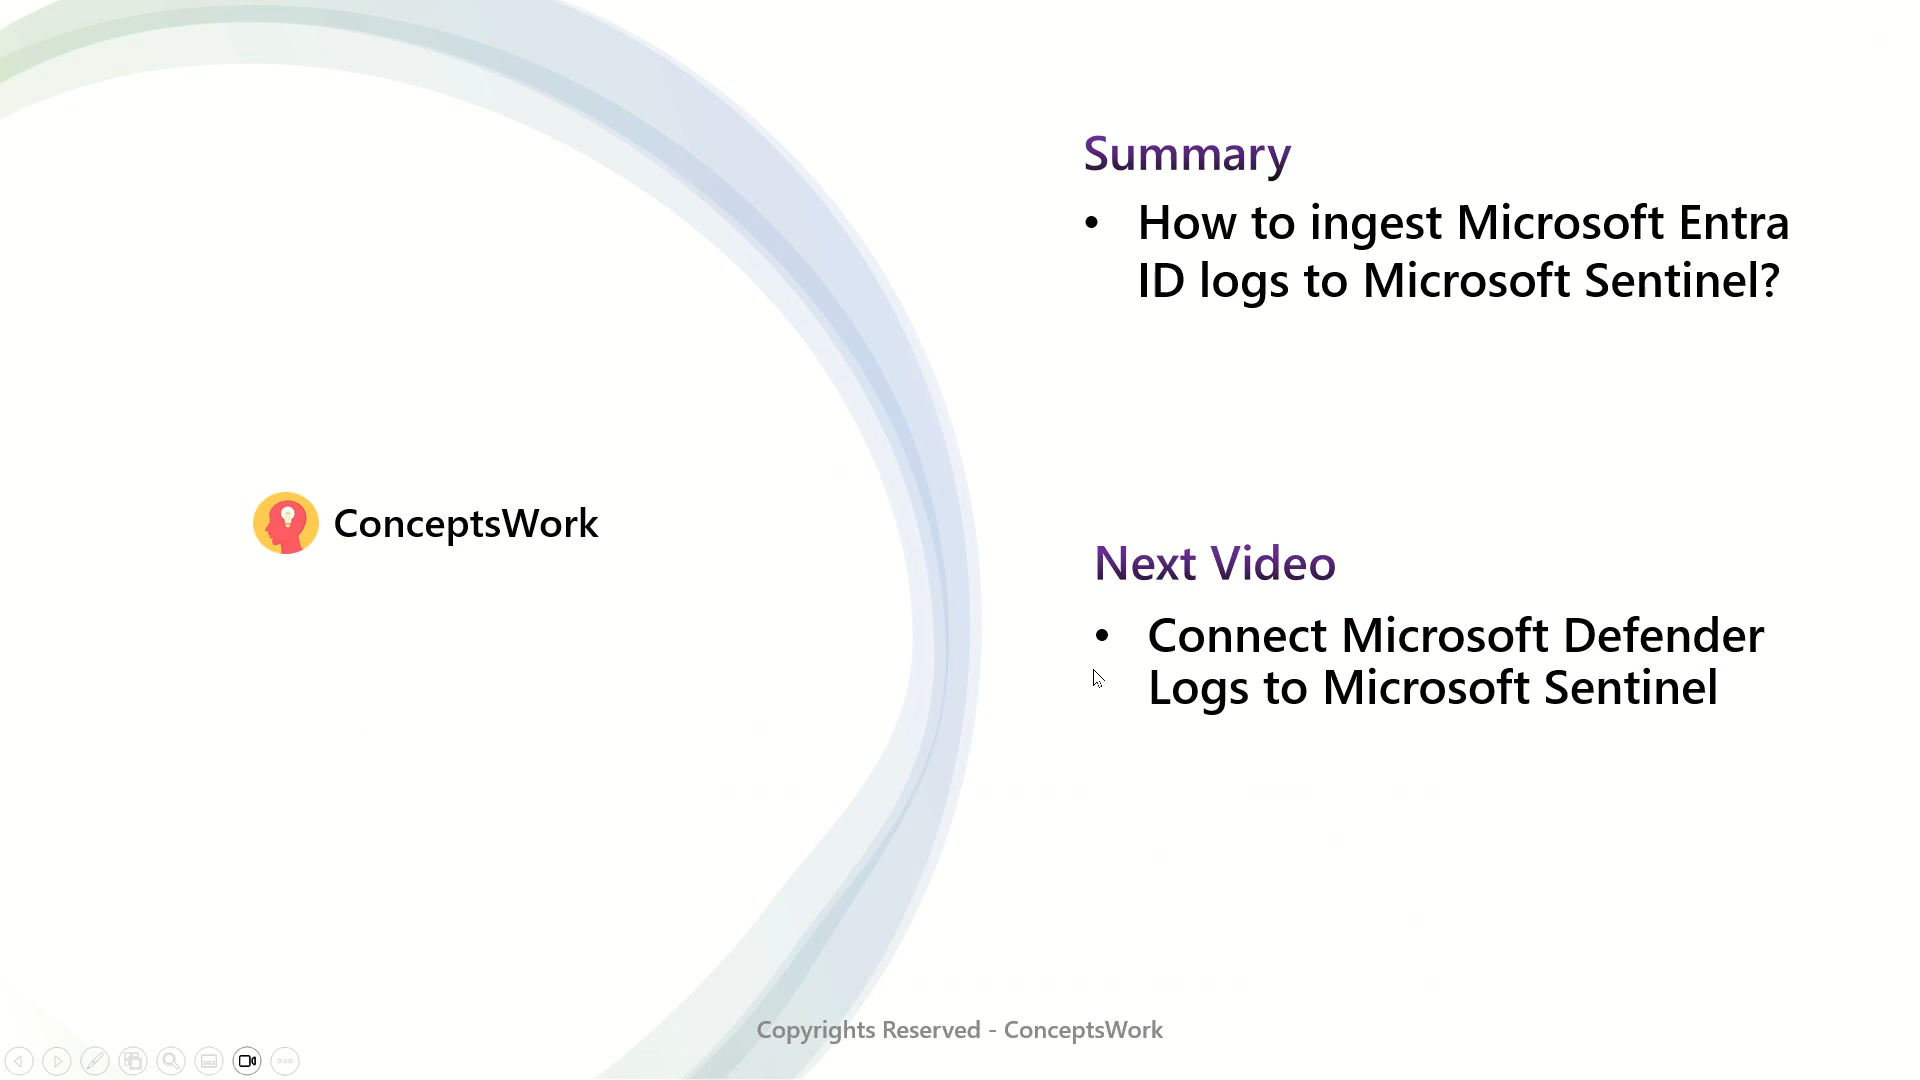 Summary
• How to ingest Microsoft Entra
ID logs to Microsoft Sentinel?
ConceptsWork
Next Video
• Connect Microsoft Defender
Logs to Microsoft Sentinel
Copyrights Reserved - ConceptsWork